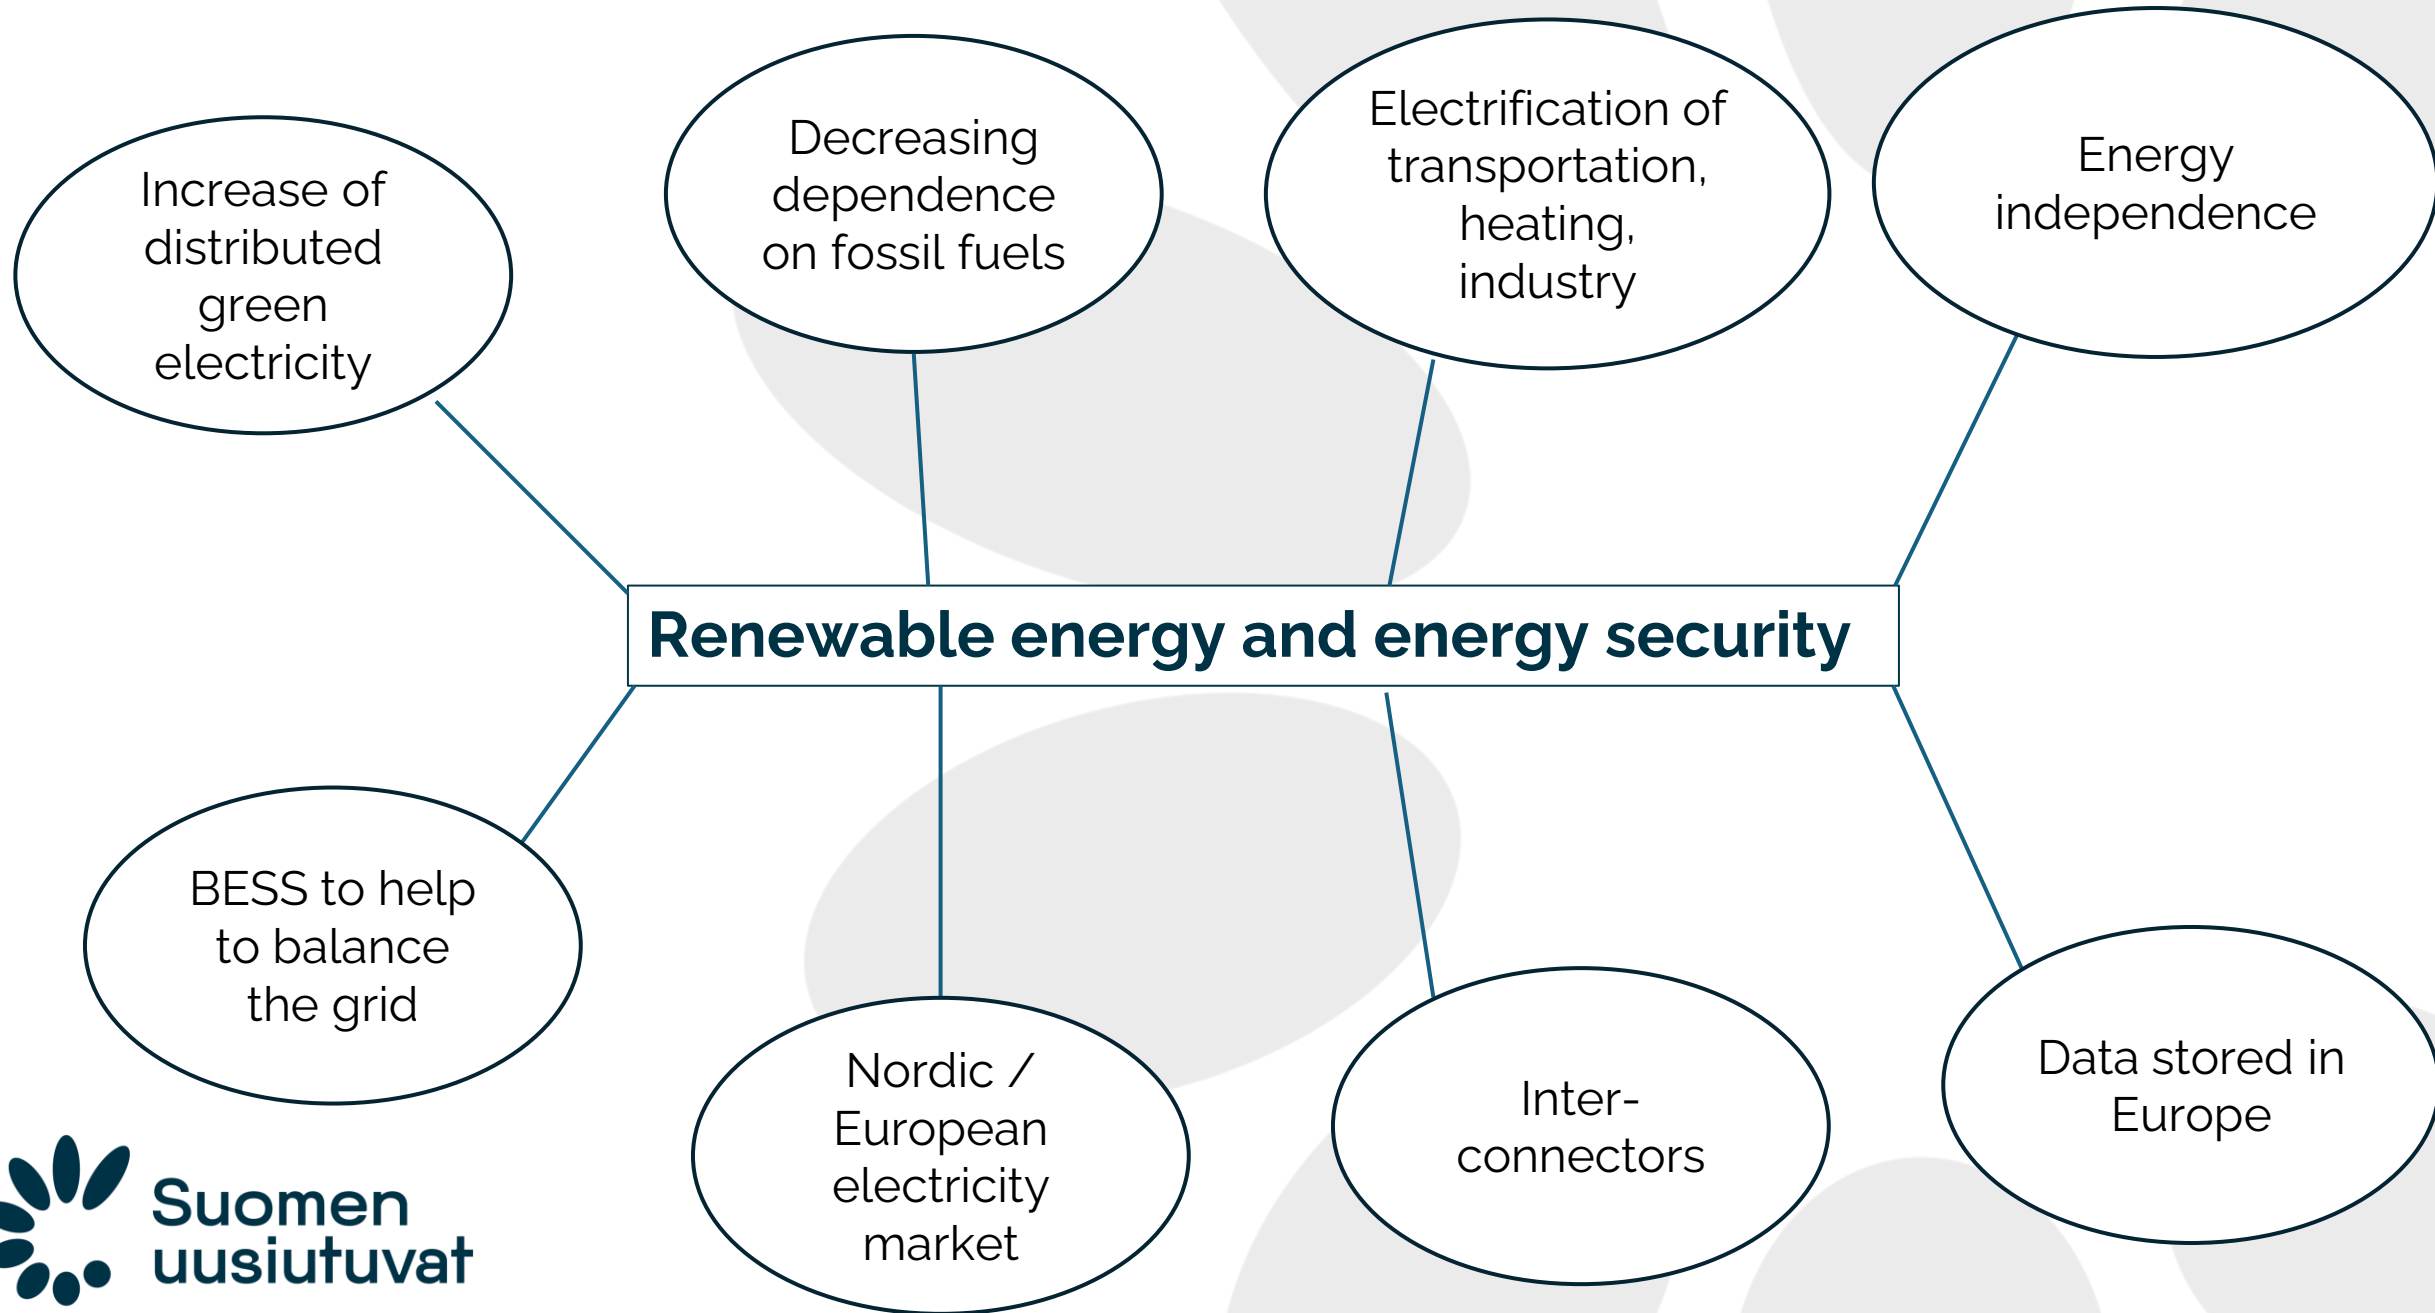 Increase of
distributed
green
electricity
Decreasing
dependence
on fossil fuels
Electrification of
transportation,
heating,
industry
Energy
independence
Renewable energy and energy security
BESS to help
to balance
the grid
Nordic /
European
electricity
market
Inter-
connectors
Data stored in
Europe
Suomen
uusiutuvat